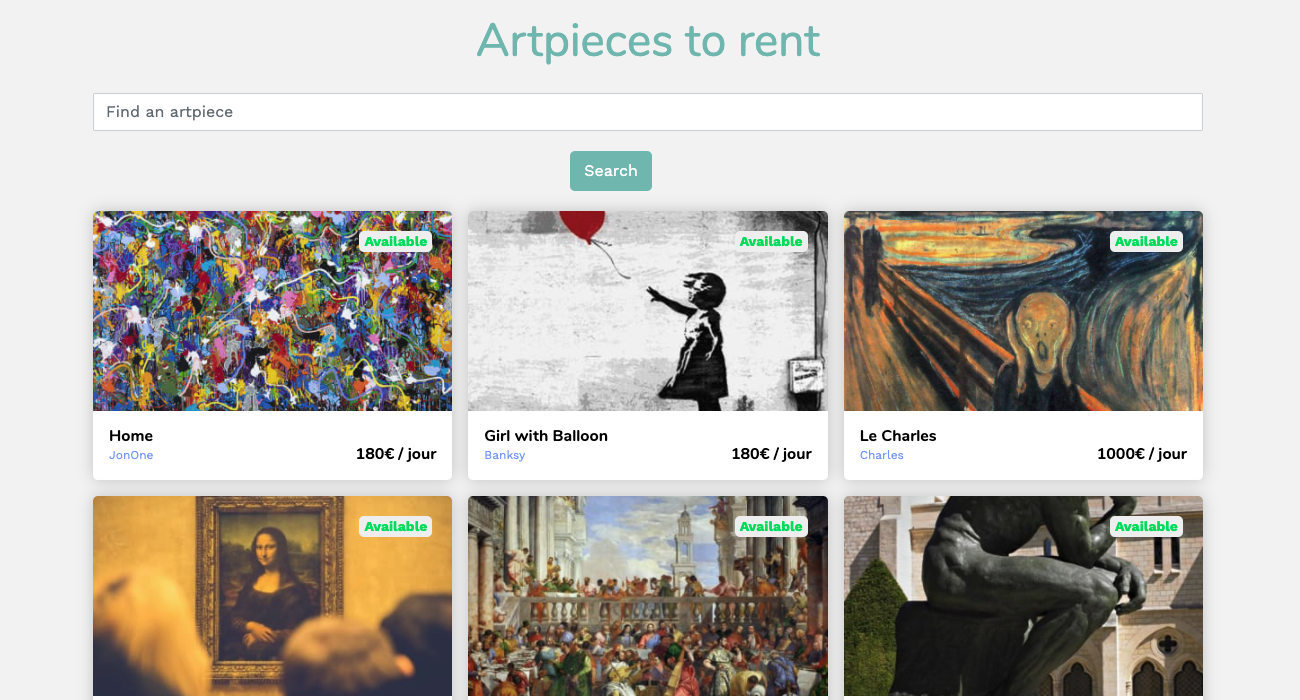 Artpieces to rent
Find an artpiece
Search
Available
Available
Available
Home
JonOne
180€ / jour
Girl with Balloon
Banksy
180€ / jour
Le Charles
Charles
1000€ / jour
Available
Available
Available